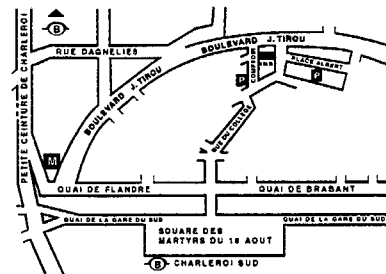 B
RUE DAGNELIES
BOULEVARD J. TIROU
BOULEVARD J. TIROU
PETITE CEINTURE DE CHARLEROI
COMPTOIR
P
PLACE ALBERT
P
RUE DU COLLÈGE
M
QUAI DE FLANDRE
QUAI DE BRABANT
QUAI DE LA GARE DU SUD
QUAI DE LA GARE DU SUD
SQUARE DES
MARTYRS DU 18 AOUT
B CHARLEROI SUD